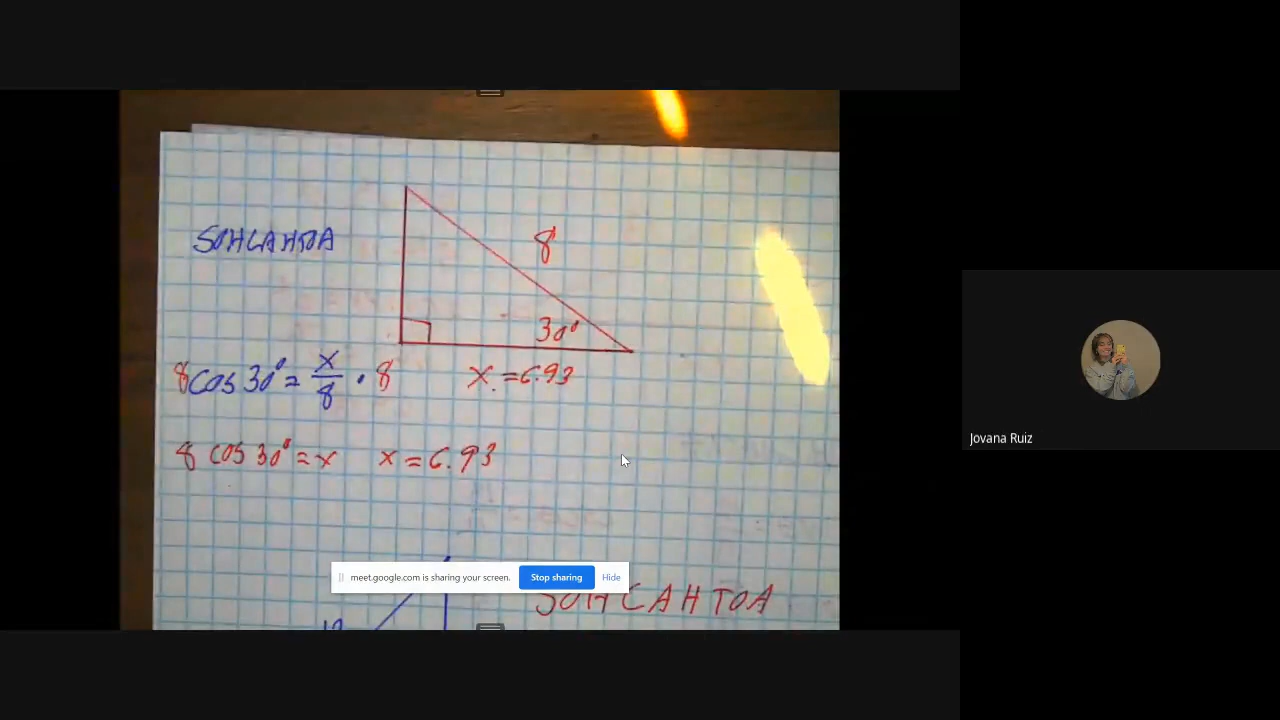 8
SOHCAHTOA
30°
8 cos 30° = x/8 · 8
x = 6.93
8 cos 30° = x x = 6.93
meet.google.com is sharing your screen. Stop sharing Hide
SOHCAHTOA
Jovana Ruiz